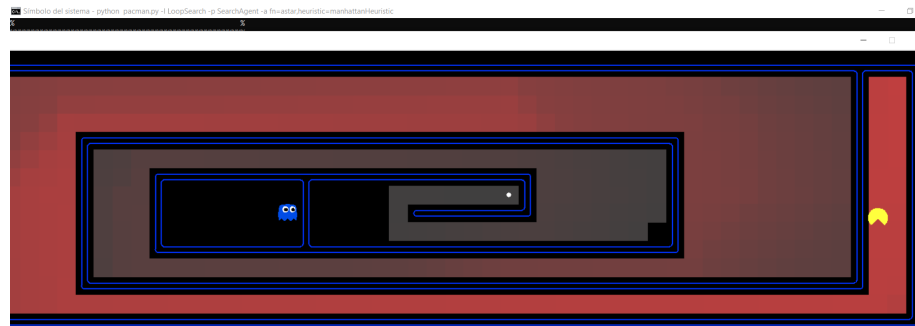 Símbolo del sistema - python pacman.py -l LoopSearch -p SearchAgent -a fn=astar,heuristic=manhattanHeuristic
% %